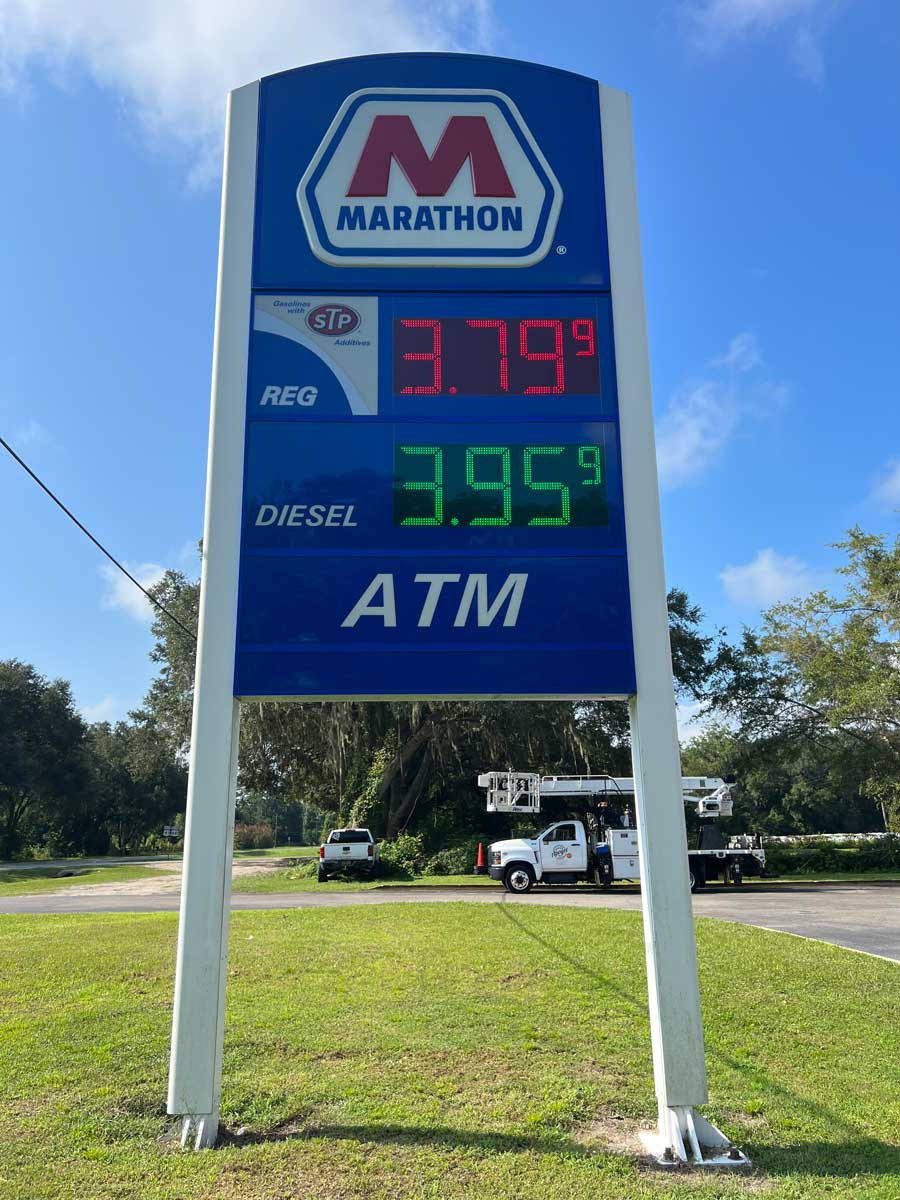 M
MARATHON
®
Gasolines
with
STP
Additives
REG
3.79 9
DIESEL
3.95 9
ATM